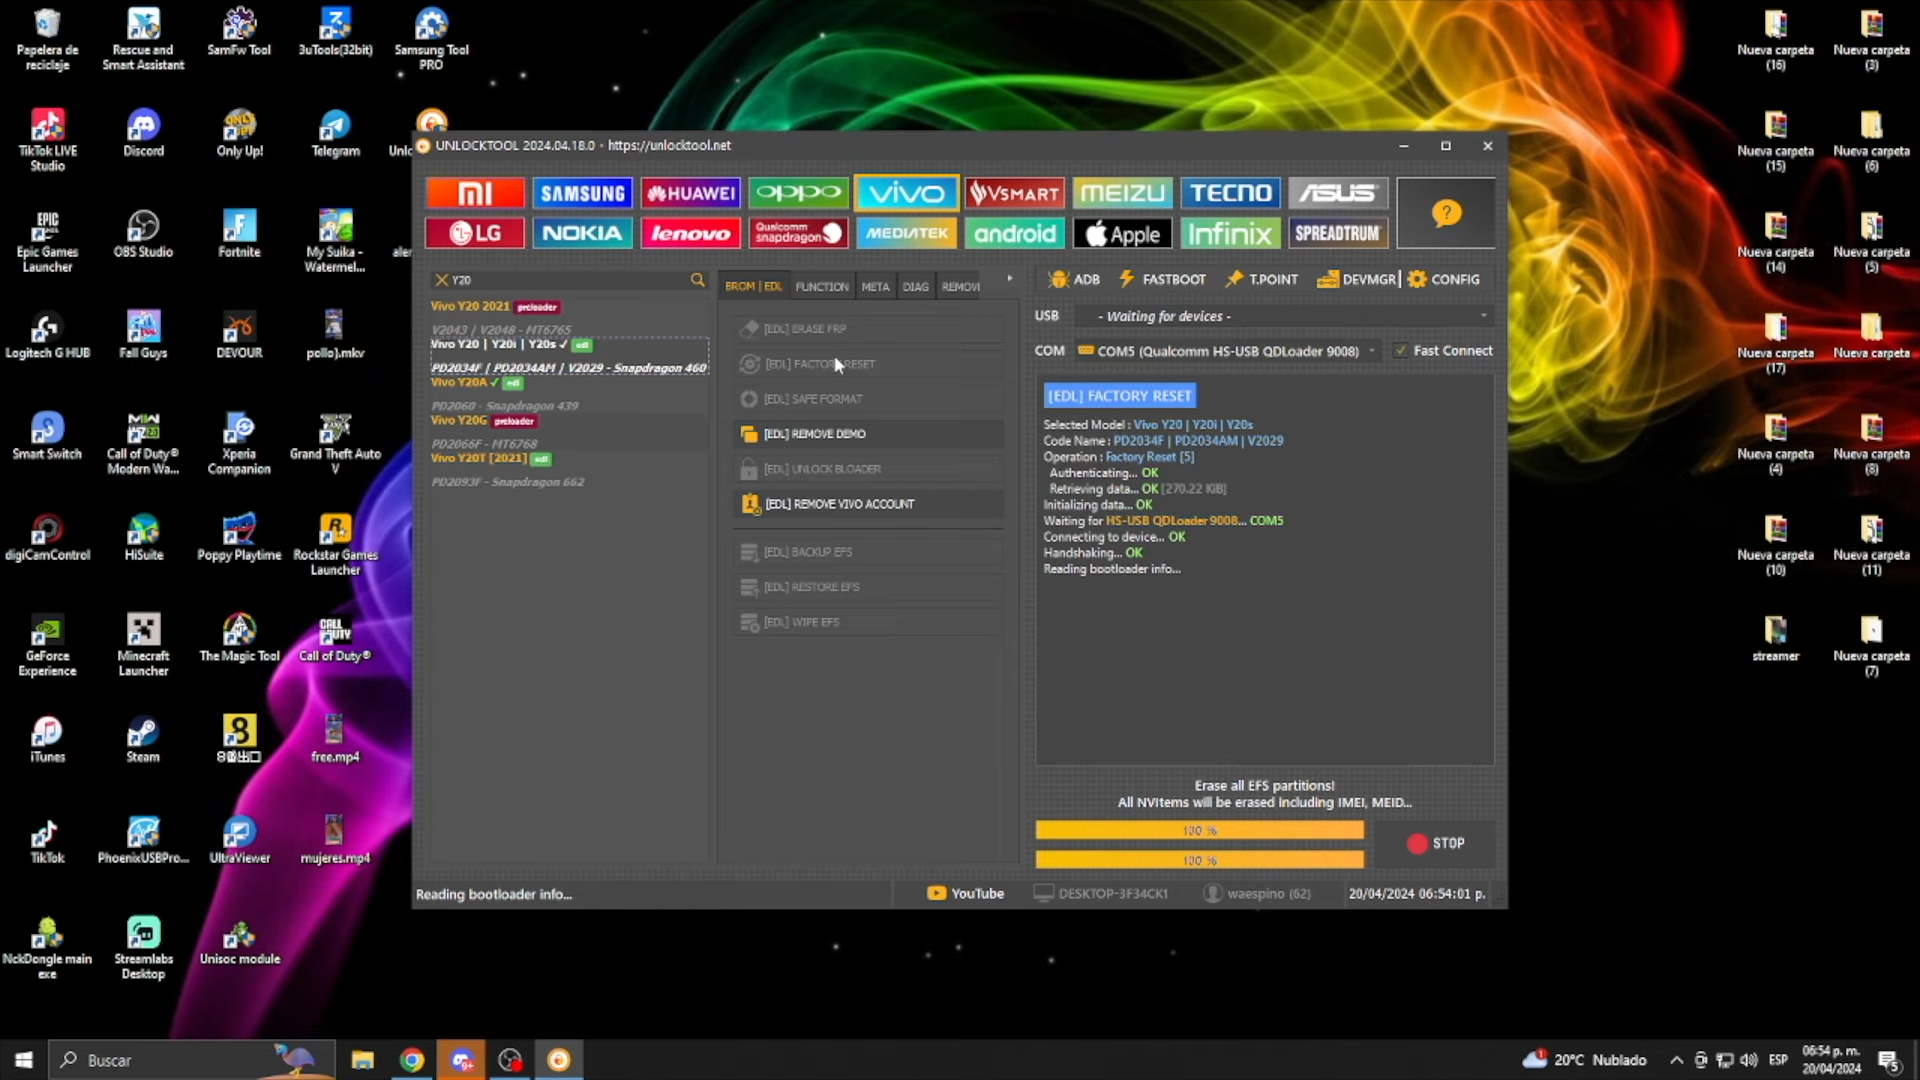 Papelera de reciclaje
Rescue and Smart Assistant
SamFw Tool
3uTools(32bit)
Samsung Tool PRO
TikTok LIVE Studio
Discord
Only Up!
Telegram
Epic Games Launcher
OBS Studio
Fortnite
My Suika - Watermel...
Logitech G HUB
Fall Guys
DEVOUR
pollo).mkv
Smart Switch
Call of Duty® Modern Wa...
Xperia Companion
Grand Theft Auto V
digiCamControl
HiSuite
Poppy Playtime
Rockstar Games Launcher
GeForce Experience
Minecraft Launcher
The Magic Tool
Call of Duty®
iTunes
Steam
free.mp4
TikTok
PhoenixUSBPro...
UltraViewer
mujeres.mp4
NckDongle main exe
Streamlabs Desktop
Unisoc module
UNLOCKTOOL 2024.04.18.0 - https://unlocktool.net
SAMSUNG
HUAWEI
oppo
vivo
VSMART
MEIZU
TECNO
ASUS
?
LG
NOKIA
lenovo
Qualcomm snapdragon
MEDIATEK
android
Apple
Infinix
SPREADTRUM
Y20
Vivo Y20 2021 preloader
V2043 / V2048 - MT6765
Vivo Y20 | Y20i | Y20s ✓ edl
PD2034F / PD2034AM / V2029 - Snapdragon 460
Vivo Y20A ✓ edl
PD2060 - Snapdragon 439
Vivo Y20G preloader
PD2066F - MT6768
Vivo Y20T [2021] edl
PD2093F - Snapdragon 662
BROM | EDL
FUNCTION
META
DIAG
REMOV
[EDL] ERASE FRP
[EDL] FACTORY RESET
[EDL] SAFE FORMAT
[EDL] REMOVE DEMO
[EDL] UNLOCK BLOADER
[EDL] REMOVE VIVO ACCOUNT
[EDL] BACKUP EFS
[EDL] RESTORE EFS
[EDL] WIPE EFS
ADB
FASTBOOT
T.POINT
DEVMGR
CONFIG
USB - Waiting for devices -
COM COM5 (Qualcomm HS-USB QDLoader 9008)
Fast Connect
[EDL] FACTORY RESET
Selected Model : Vivo Y20 | Y20i | Y20s
Code Name : PD2034F | PD2034AM | V2029
Operation : Factory Reset [5]
Authenticating... OK
Retrieving data... OK [270.22 KiB]
Initializing data... OK
Waiting for HS-USB QDLoader 9008... COM5
Connecting to device... OK
Handshaking... OK
Reading bootloader info...
Erase all EFS partitions!
All NVItems will be erased including IMEI, MEID...
100 %
100 %
STOP
Reading bootloader info...
YouTube
DESKTOP-3F34CK1
waespino (62)
20/04/2024 06:54:01 p.
Nueva carpeta (16)
Nueva carpeta (3)
Nueva carpeta (15)
Nueva carpeta (6)
Nueva carpeta (14)
Nueva carpeta (5)
Nueva carpeta (17)
Nueva carpeta (9)
Nueva carpeta (4)
Nueva carpeta (8)
Nueva carpeta (10)
Nueva carpeta (11)
streamer
Nueva carpeta (7)
Buscar
20°C Nublado
ESP
06:54 p. m.
20/04/2024
5